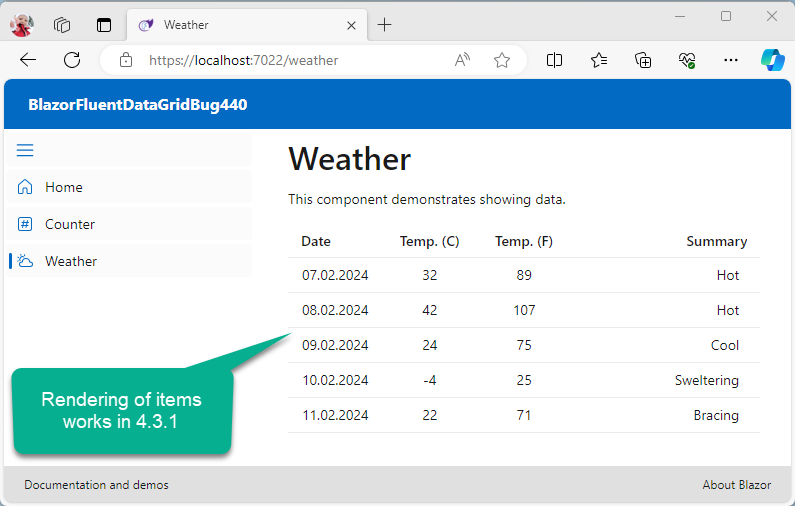 Weather
https://localhost:7022/weather
BlazorFluentDataGridBug440
Home
Counter
Weather
Weather
This component demonstrates showing data.
Date Temp. (C) Temp. (F) Summary
07.02.2024 32 89 Hot
08.02.2024 42 107 Hot
09.02.2024 24 75 Cool
10.02.2024 -4 25 Sweltering
11.02.2024 22 71 Bracing
Rendering of items
works in 4.3.1
Documentation and demos
About Blazor